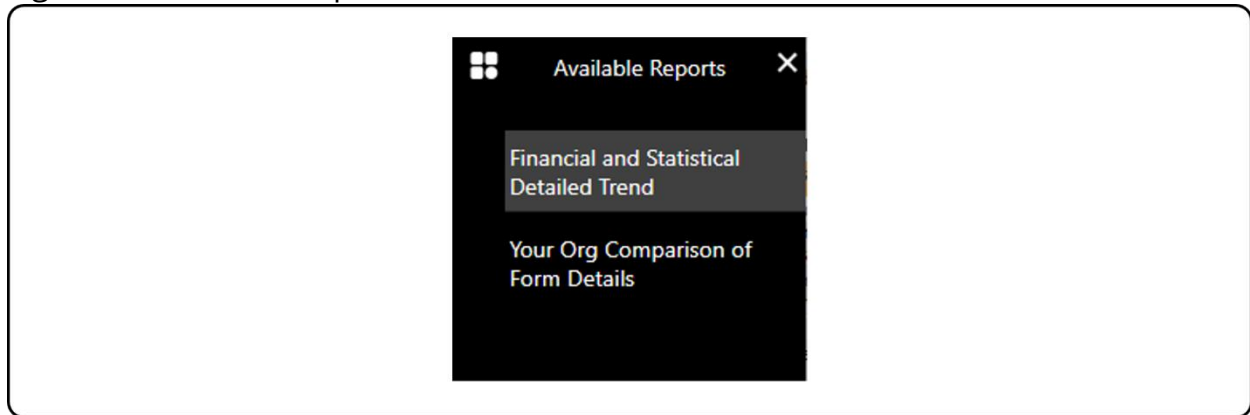 Available Reports
Financial and Statistical
Detailed Trend
Your Org Comparison of
Form Details